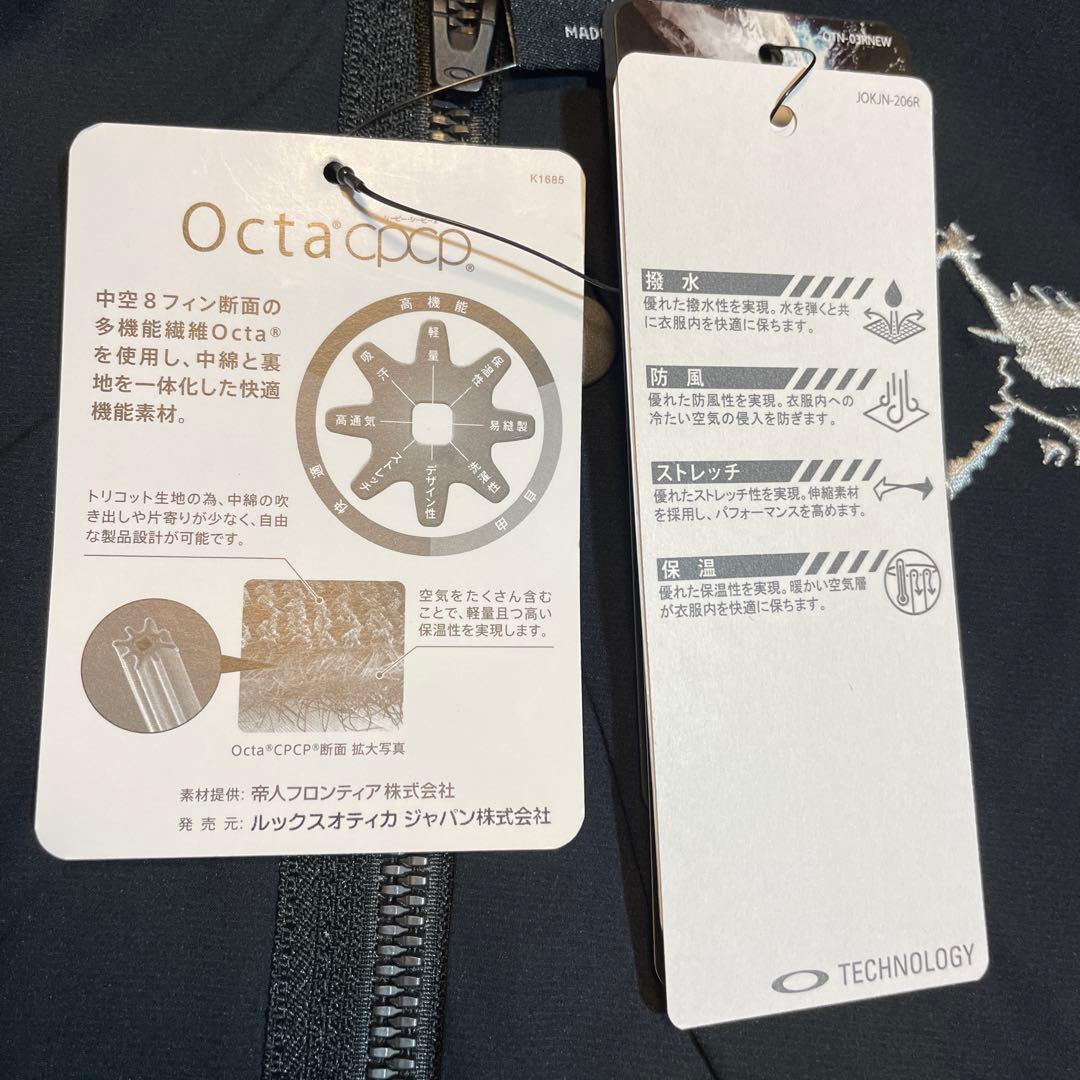 MAD
OTN-03RNEW
JOKJN-206R
K1685
Octa® CPCP®
中空8フィン断面の
多機能繊維Octa®
を使用し、中綿と裏
地を一体化した快適
機能素材。
高機能
自由
快適
軽量
保温性
易縫製
洗濯性
デザイン性
ストレッチ
高通気
吸汗
トリコット生地の為、中綿の吹
き出しや片寄りが少なく、自由
な製品設計が可能です。
空気をたくさん含む
ことで、軽量且つ高い
保温性を実現します。
Octa®CPCP®断面 拡大写真
素材提供: 帝人フロンティア株式会社
発売元: ルックスオティカ ジャパン株式会社
撥水
優れた撥水性を実現。水を弾くと共
に衣服内を快適に保ちます。
防風
優れた防風性を実現。衣服内への
冷たい空気の侵入を防ぎます。
ストレッチ
優れたストレッチ性を実現。伸縮素材
を採用し、パフォーマンスを高めます。
保温
優れた保温性を実現。暖かい空気層
が衣服内を快適に保ちます。
TECHNOLOGY